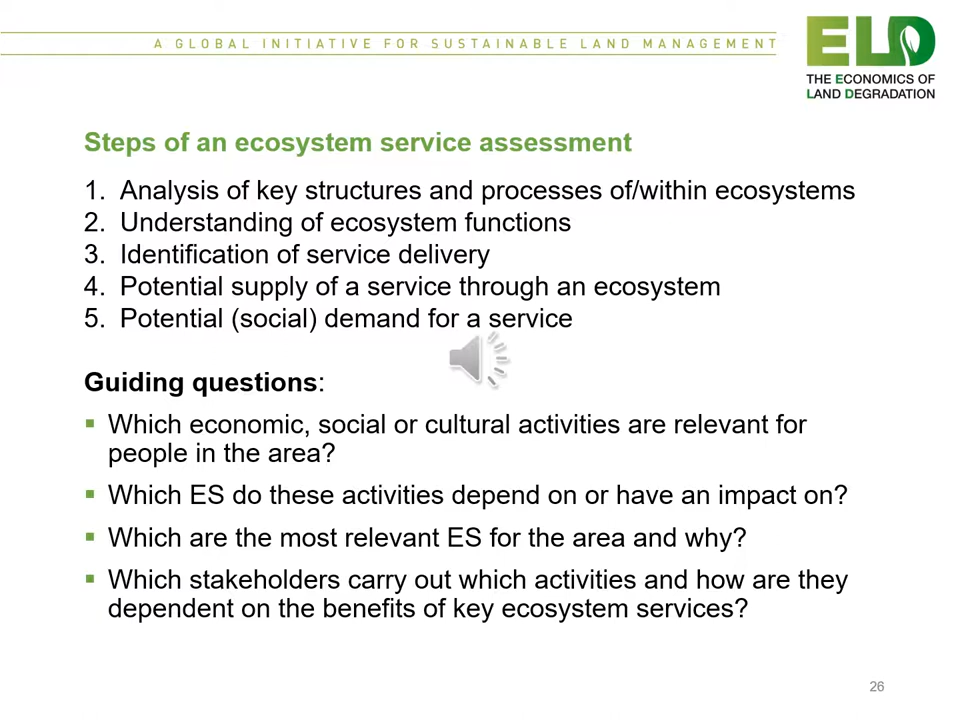 A GLOBAL INITIATIVE FOR SUSTAINABLE LAND MANAGEMENT
ELD
THE ECONOMICS OF
LAND DEGRADATION
Steps of an ecosystem service assessment
1. Analysis of key structures and processes of/within ecosystems
2. Understanding of ecosystem functions
3. Identification of service delivery
4. Potential supply of a service through an ecosystem
5. Potential (social) demand for a service
Guiding questions:
▪ Which economic, social or cultural activities are relevant for
people in the area?
▪ Which ES do these activities depend on or have an impact on?
▪ Which are the most relevant ES for the area and why?
▪ Which stakeholders carry out which activities and how are they
dependent on the benefits of key ecosystem services?
26